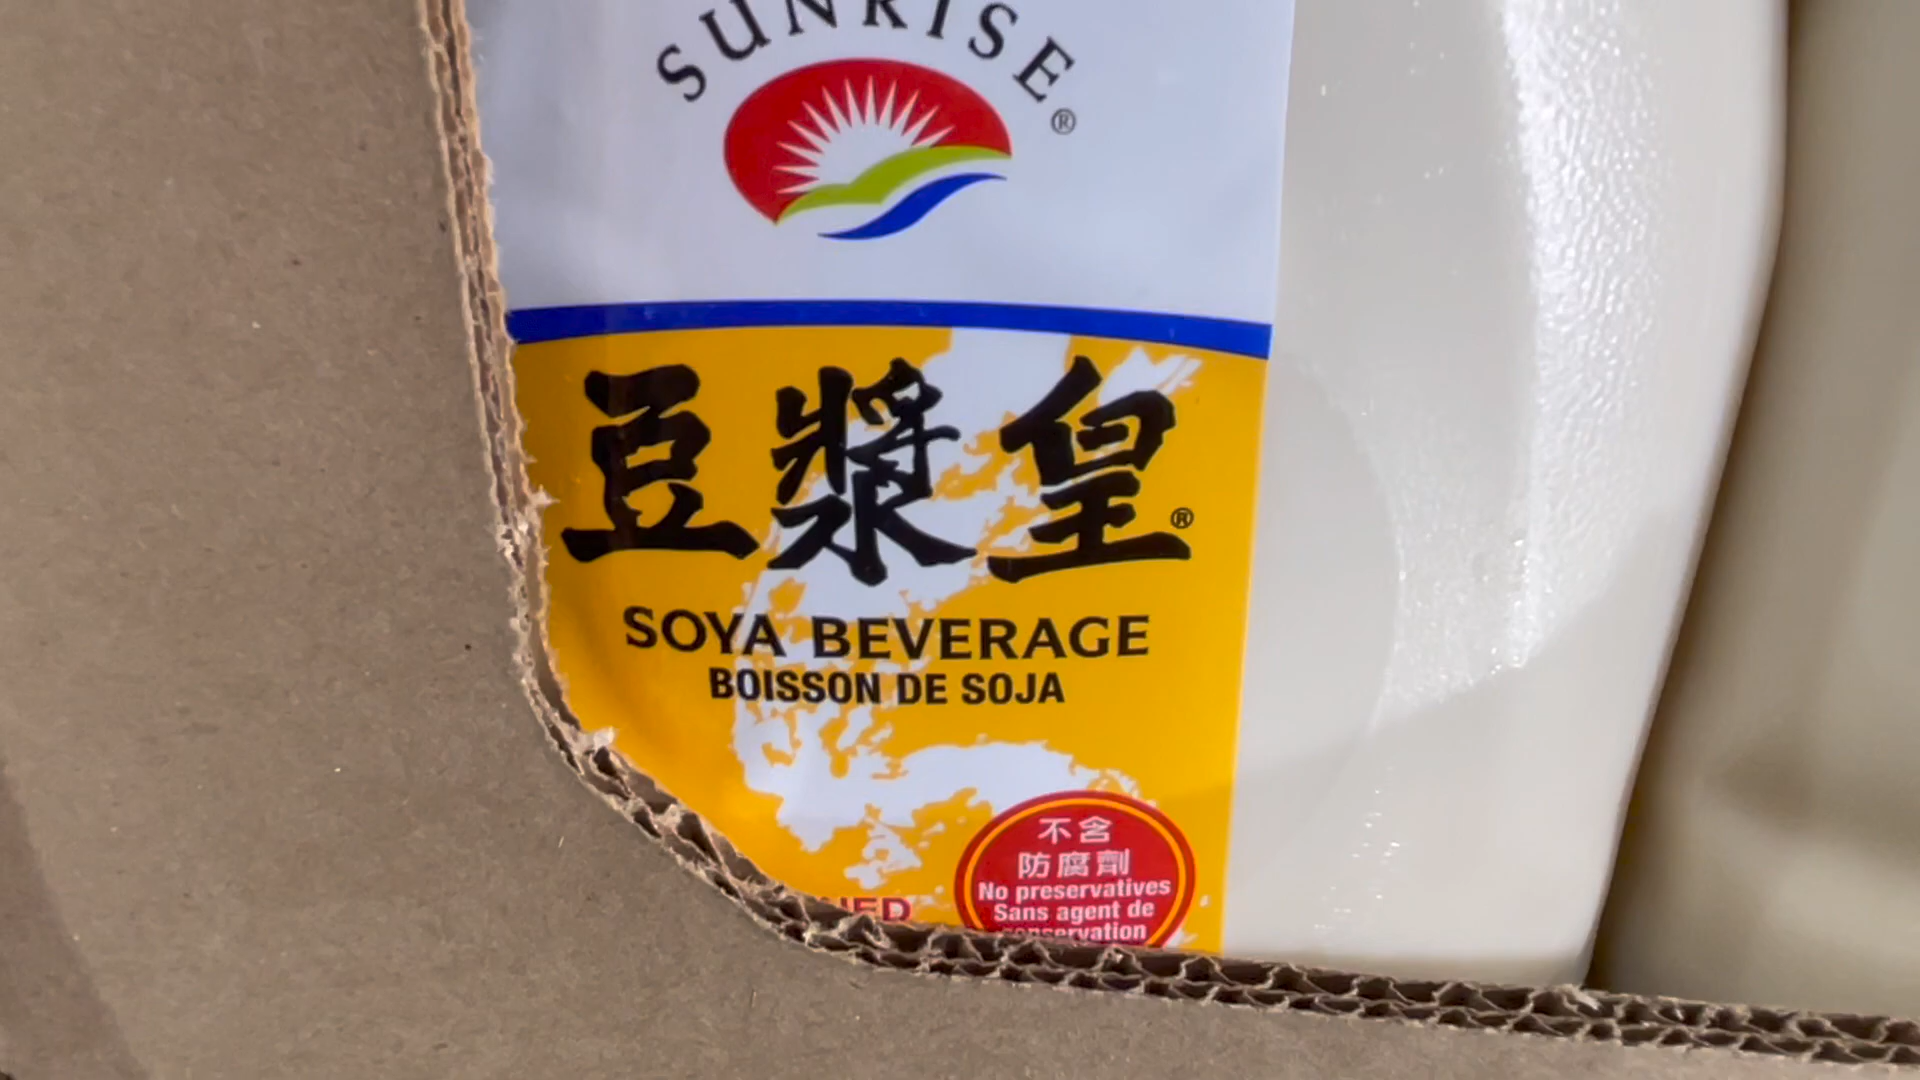 SUNRISE®
豆漿皇®
SOYA BEVERAGE
BOISSON DE SOJA
不含
防腐劑
No preservatives
Sans agent de
conservation